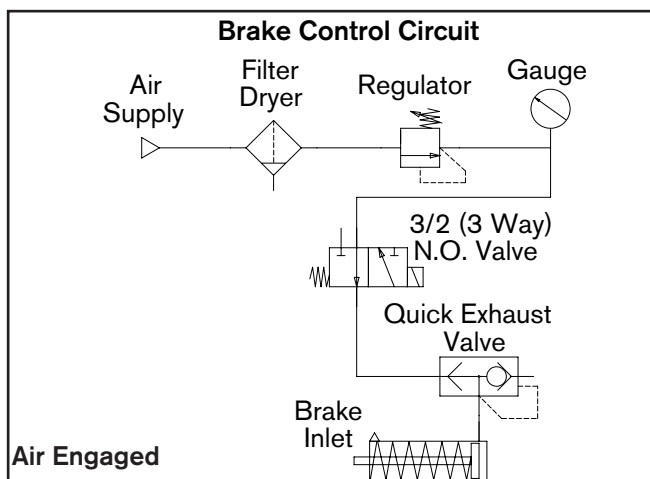 Brake Control Circuit
Air
Supply
Filter
Dryer
Regulator
Gauge
3/2 (3 Way)
N.O. Valve
Quick Exhaust
Valve
Brake
Inlet
Air Engaged